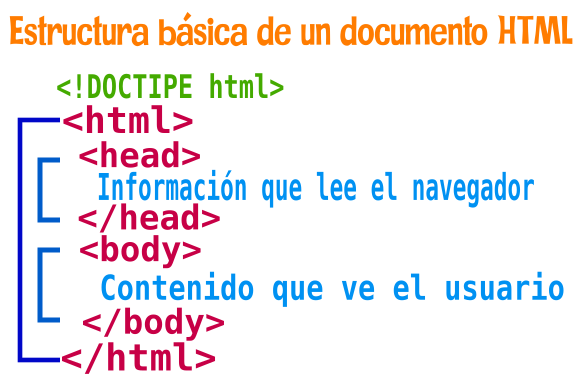 Estructura básica de un documento HTML
<!DOCTIPE html>
<html>
<head>
Información que lee el navegador
</head>
<body>
Contenido que ve el usuario
</body>
</html>